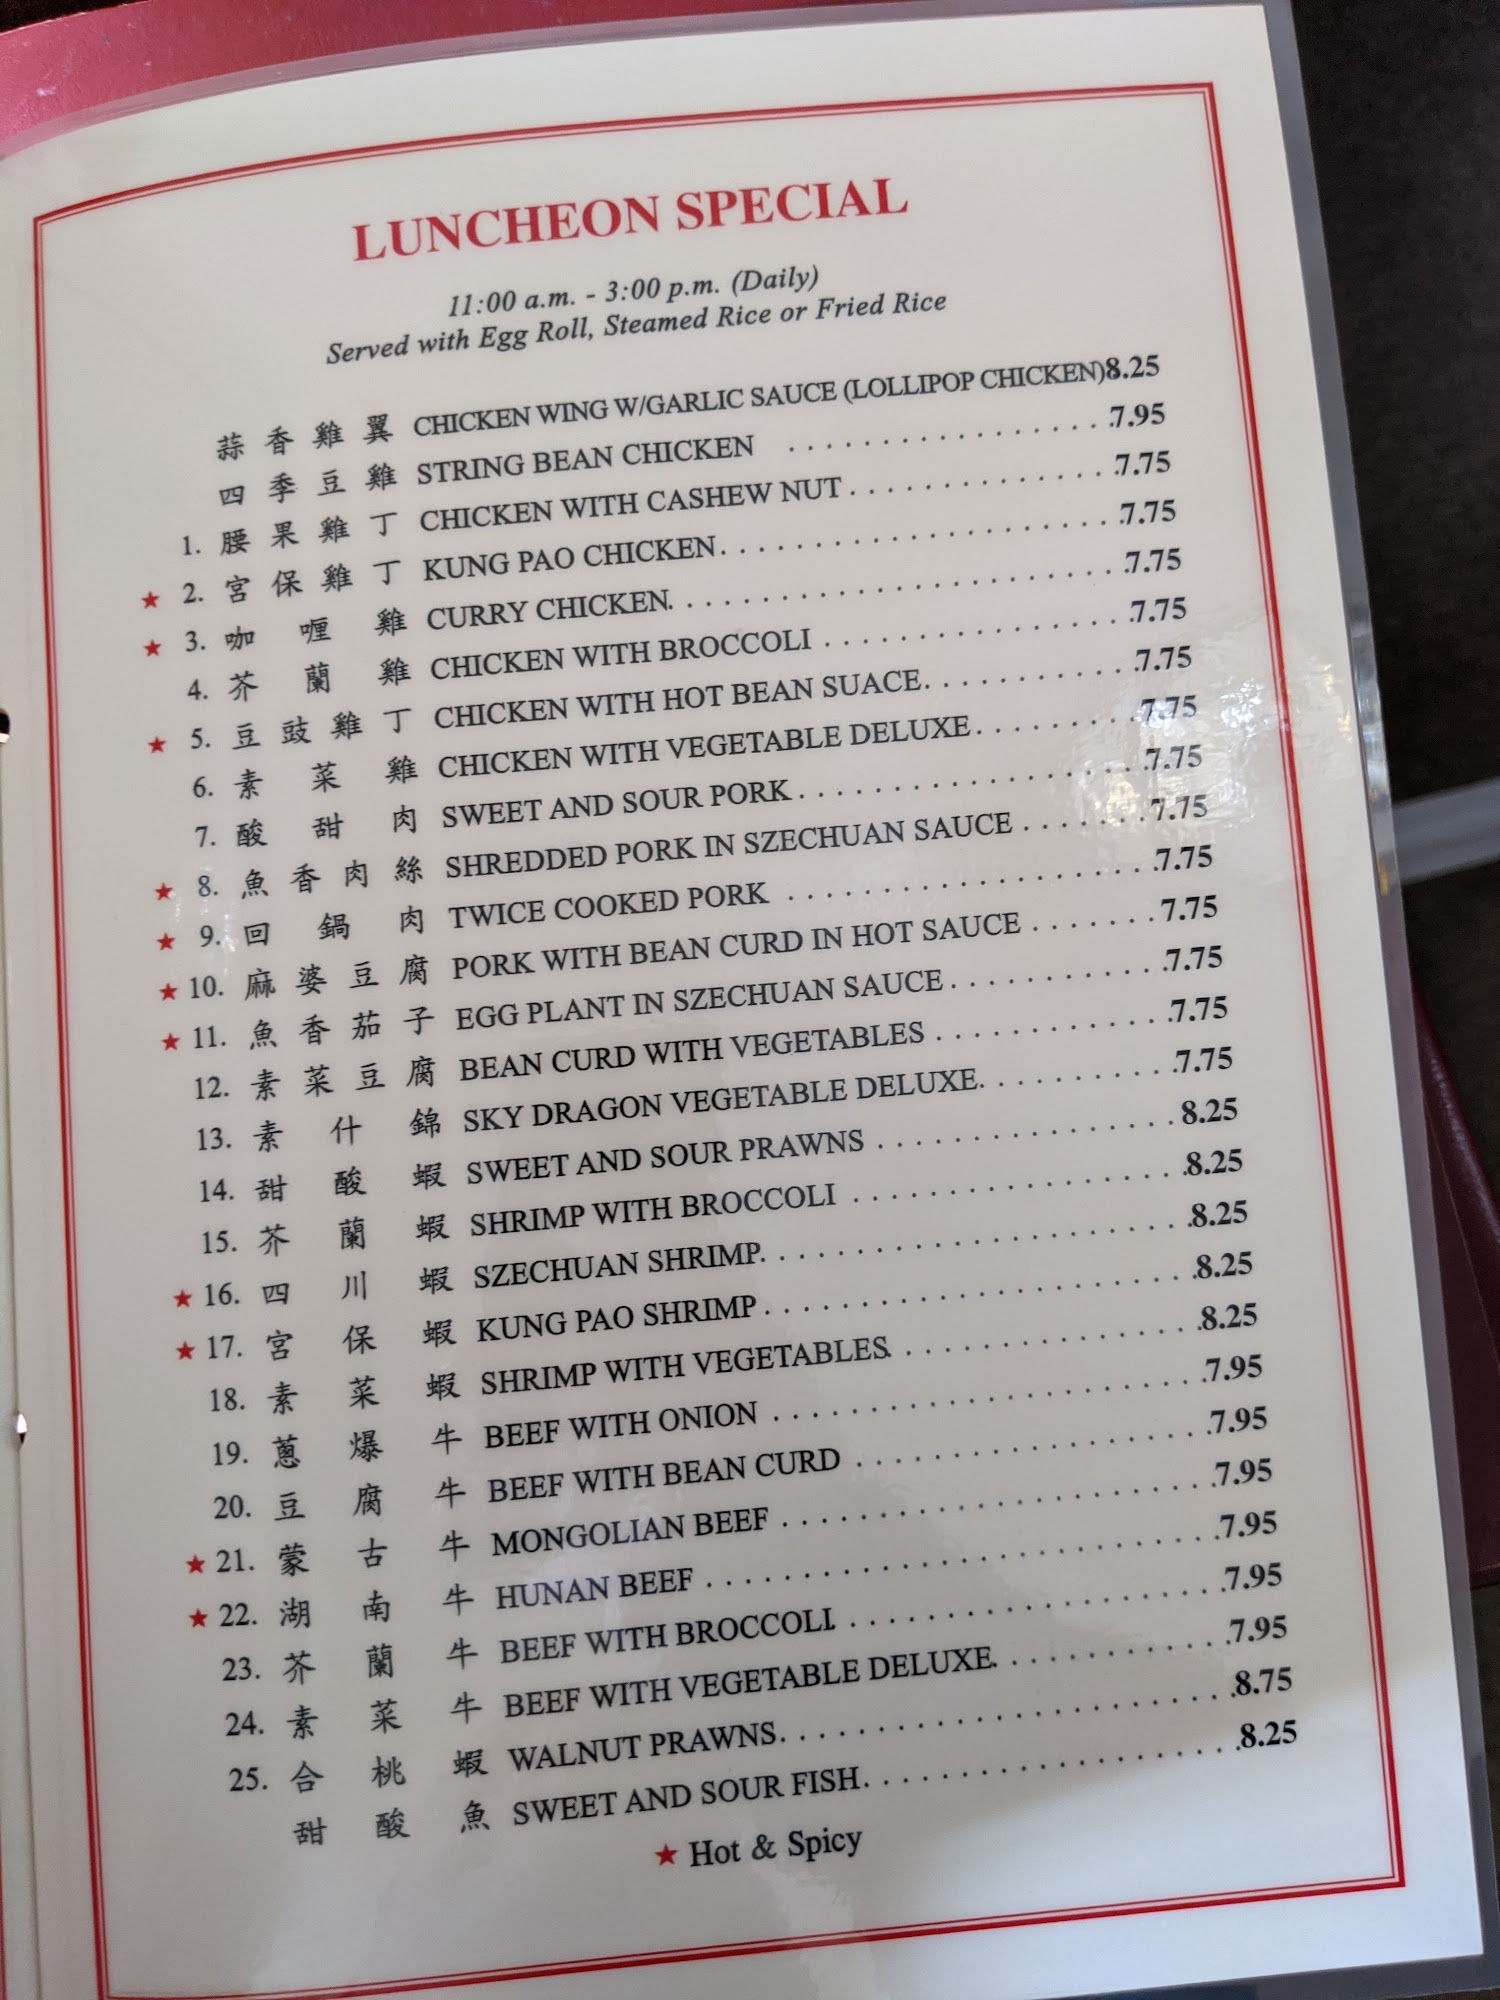 LUNCHEON SPECIAL
11:00 a.m. - 3:00 p.m. (Daily)
Served with Egg Roll, Steamed Rice or Fried Rice
蒜香雞翼 CHICKEN WING W/GARLIC SAUCE (LOLLIPOP CHICKEN) 8.25
四季豆雞 STRING BEAN CHICKEN 7.95
1. 腰果雞丁 CHICKEN WITH CASHEW NUT 7.75
★ 2. 宮保雞丁 KUNG PAO CHICKEN 7.75
★ 3. 咖喱雞 CURRY CHICKEN 7.75
4. 芥蘭雞 CHICKEN WITH BROCCOLI 7.75
★ 5. 豆豉雞丁 CHICKEN WITH HOT BEAN SUACE 7.75
6. 素菜雞 CHICKEN WITH VEGETABLE DELUXE 7.75
7. 酸甜肉 SWEET AND SOUR PORK 7.75
★ 8. 魚香肉絲 SHREDDED PORK IN SZECHUAN SAUCE 7.75
★ 9. 回鍋肉 TWICE COOKED PORK 7.75
★ 10. 麻婆豆腐 PORK WITH BEAN CURD IN HOT SAUCE 7.75
★ 11. 魚香茄子 EGG PLANT IN SZECHUAN SAUCE 7.75
12. 素菜豆腐 BEAN CURD WITH VEGETABLES 7.75
13. 素什錦 SKY DRAGON VEGETABLE DELUXE 7.75
14. 甜酸蝦 SWEET AND SOUR PRAWNS 8.25
15. 芥蘭蝦 SHRIMP WITH BROCCOLI 8.25
★ 16. 四川蝦 SZECHUAN SHRIMP 8.25
★ 17. 宮保蝦 KUNG PAO SHRIMP 8.25
18. 素菜蝦 SHRIMP WITH VEGETABLES 8.25
19. 蔥爆牛 BEEF WITH ONION 7.95
20. 豆腐牛 BEEF WITH BEAN CURD 7.95
★ 21. 蒙古牛 MONGOLIAN BEEF 7.95
★ 22. 湖南牛 HUNAN BEEF 7.95
23. 芥蘭牛 BEEF WITH BROCCOLI 7.95
24. 素菜牛 BEEF WITH VEGETABLE DELUXE 7.95
25. 合桃蝦 WALNUT PRAWNS 8.75
甜酸魚 SWEET AND SOUR FISH 8.25
★ Hot & Spicy